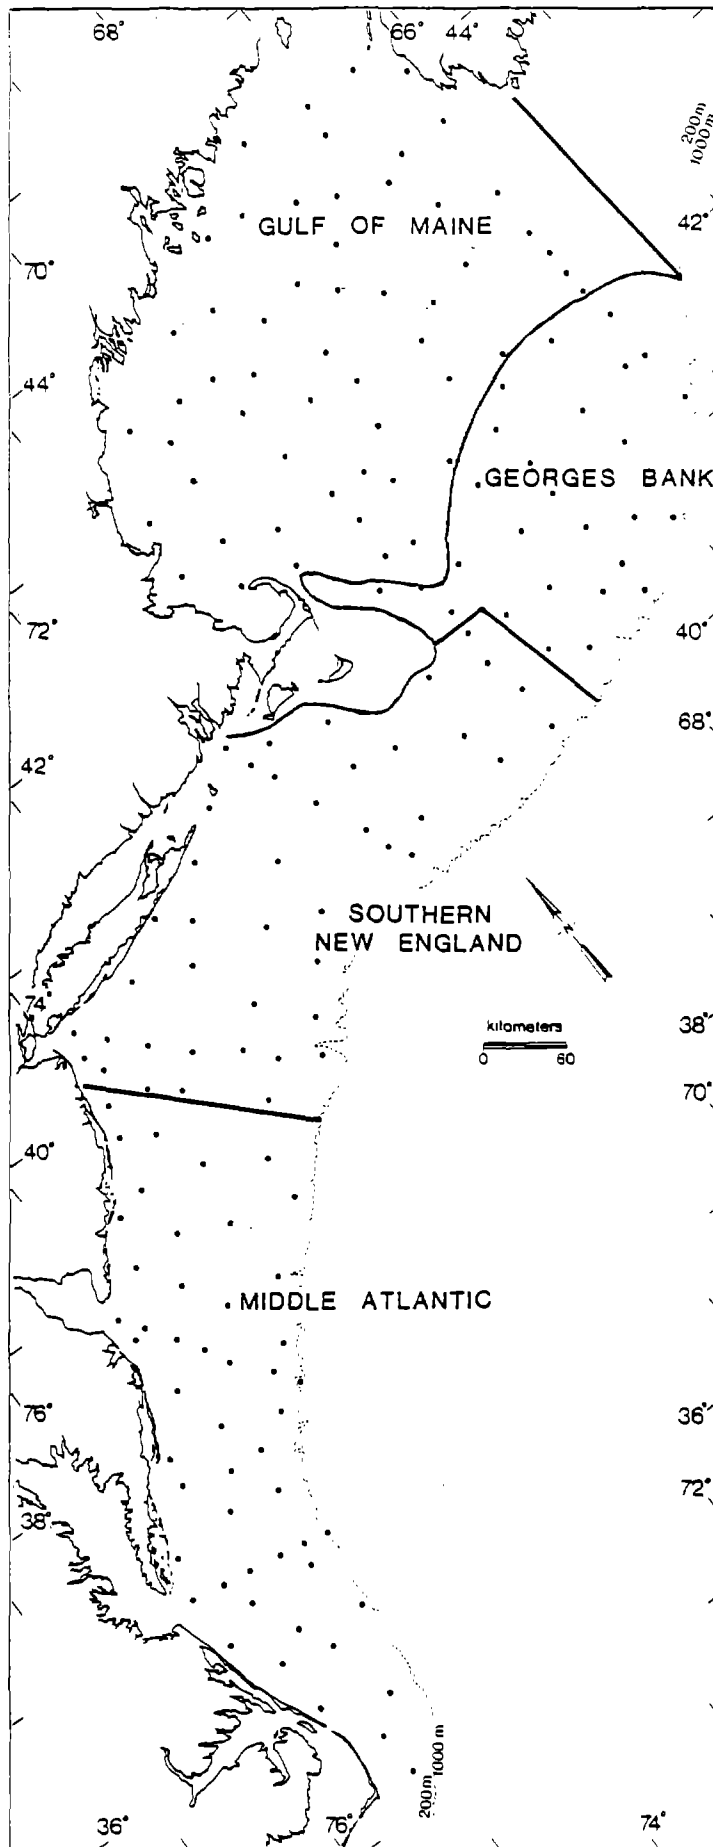 68°
66°
44°
200m
1000m
GULF OF MAINE
42°
70°
44°
GEORGES BANK
72°
40°
68°
42°
SOUTHERN
NEW ENGLAND
74°
kilometers
0 60
38°
70°
40°
MIDDLE ATLANTIC
76°
36°
72°
38°
200m
1000 m
36°
76°
74°